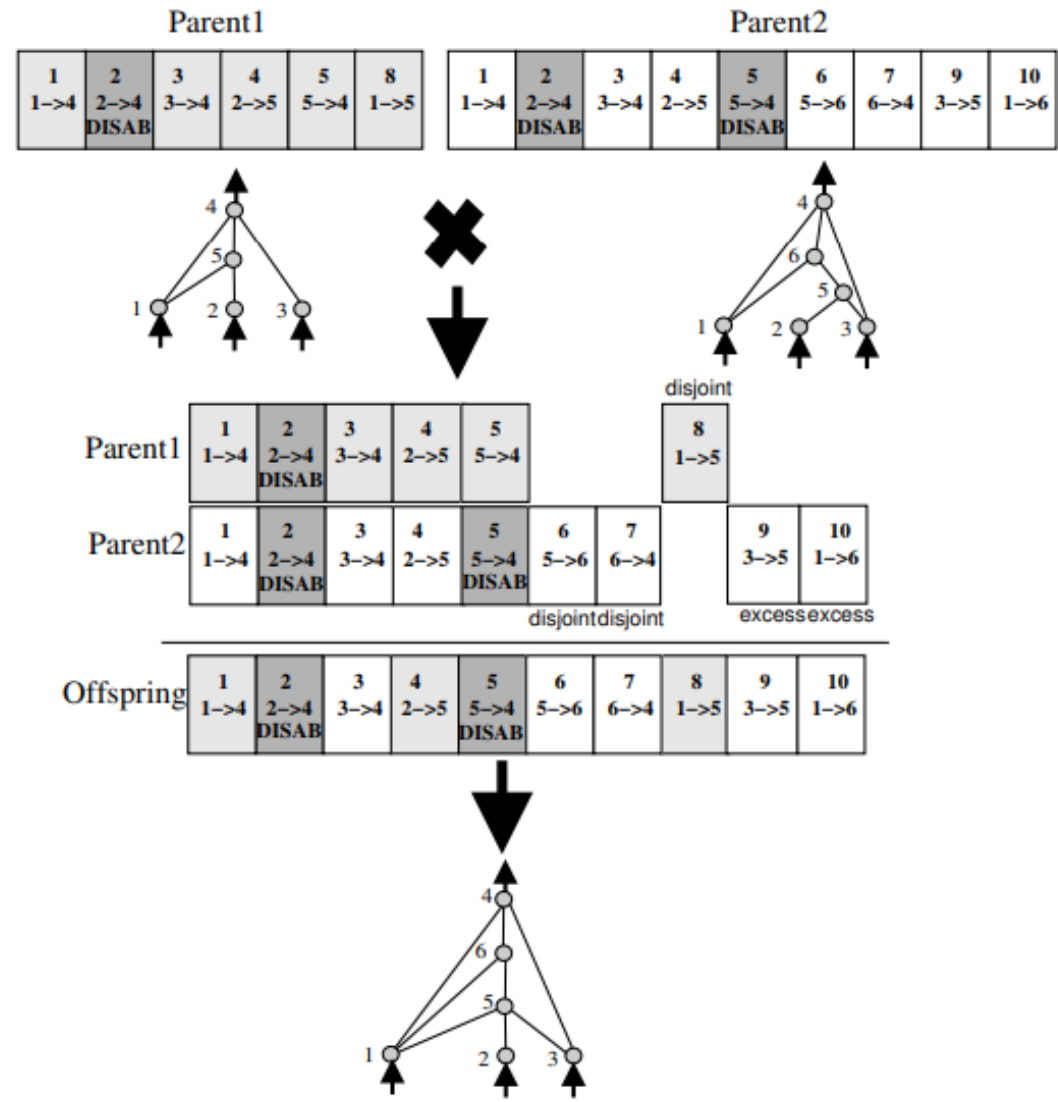 Parent1 Parent2
1 2 3 4 5 8 1 2 3 4 5 6 7 9 10
1->4 2->4 3->4 2->5 5->4 1->5 1->4 2->4 3->4 2->5 5->4 5->6 6->4 3->5 1->6
DISAB DISAB DISAB
4 4
5 6
5
1 2 3 1 2 3
disjoint
Parent1 1 2 3 4 5 8
1->4 2->4 3->4 2->5 5->4 1->5
DISAB
Parent2 1 2 3 4 5 6 7 9 10
1->4 2->4 3->4 2->5 5->4 5->6 6->4 3->5 1->6
DISAB DISAB
disjoint disjoint excess excess
Offspring 1 2 3 4 5 6 7 8 9 10
1->4 2->4 3->4 2->5 5->4 5->6 6->4 1->5 3->5 1->6
DISAB DISAB
4
6
5
1 2 3